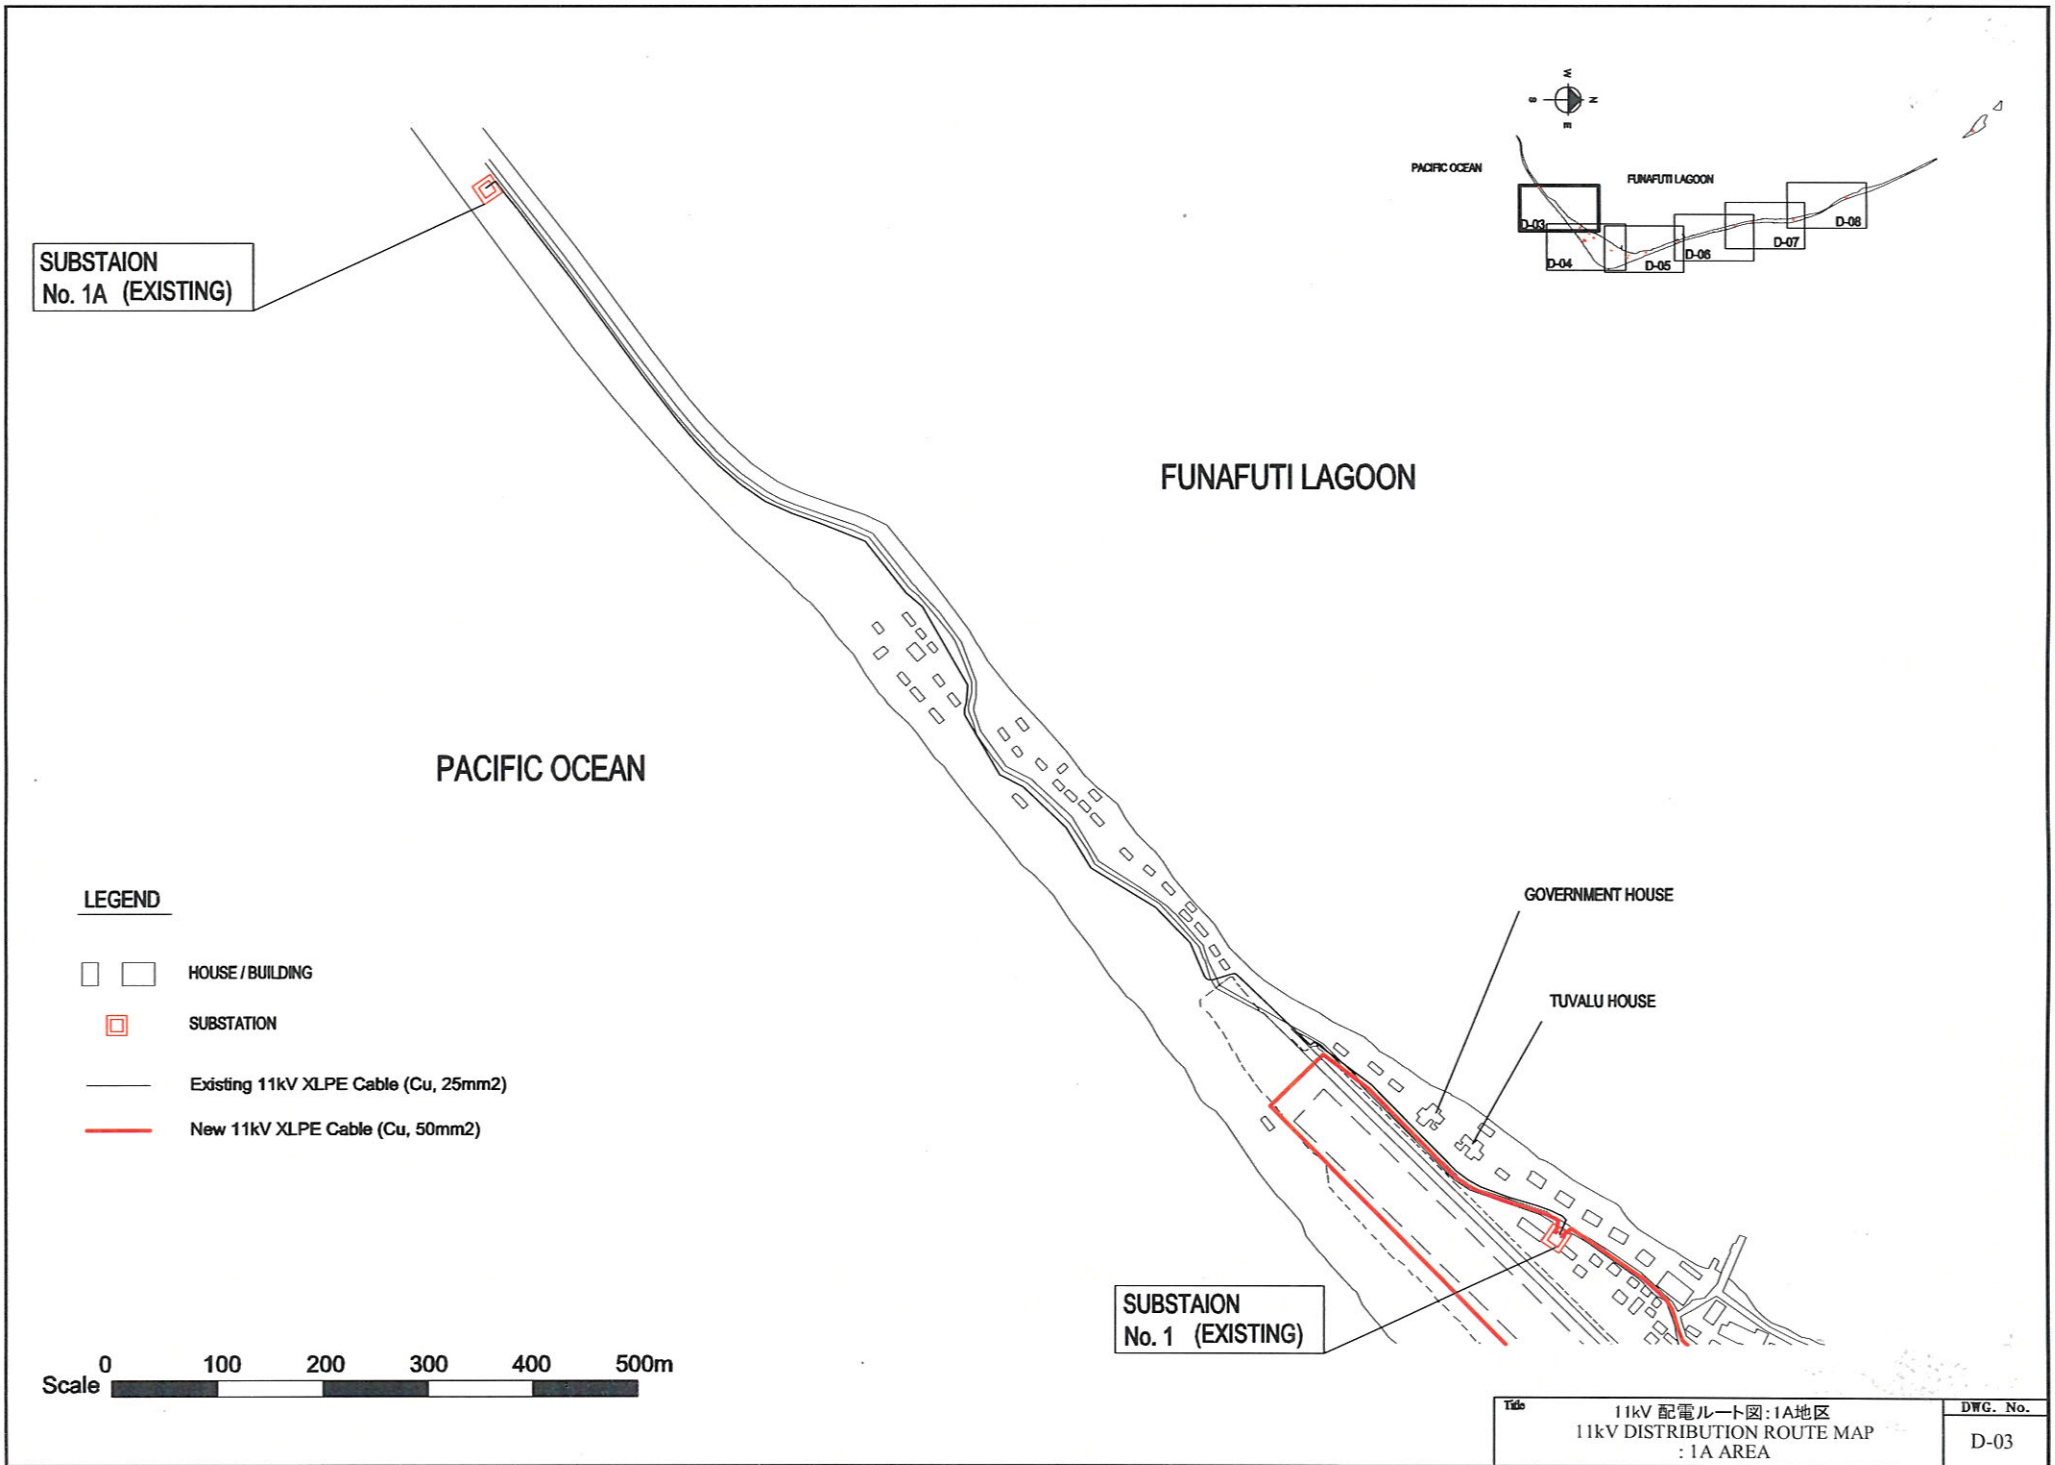 W
S
N
E
PACIFIC OCEAN
FUNAFUTI LAGOON
D-03
D-04
D-05
D-06
D-07
D-08
SUBSTAION
No. 1A (EXISTING)
FUNAFUTI LAGOON
PACIFIC OCEAN
LEGEND
HOUSE / BUILDING
SUBSTATION
Existing 11kV XLPE Cable (Cu, 25mm2)
New 11kV XLPE Cable (Cu, 50mm2)
GOVERNMENT HOUSE
TUVALU HOUSE
SUBSTAION
No. 1 (EXISTING)
0 100 200 300 400 500m
Scale
Title
11kV 配電ルート図:1A地区
11kV DISTRIBUTION ROUTE MAP
: 1A AREA
DWG. No.
D-03